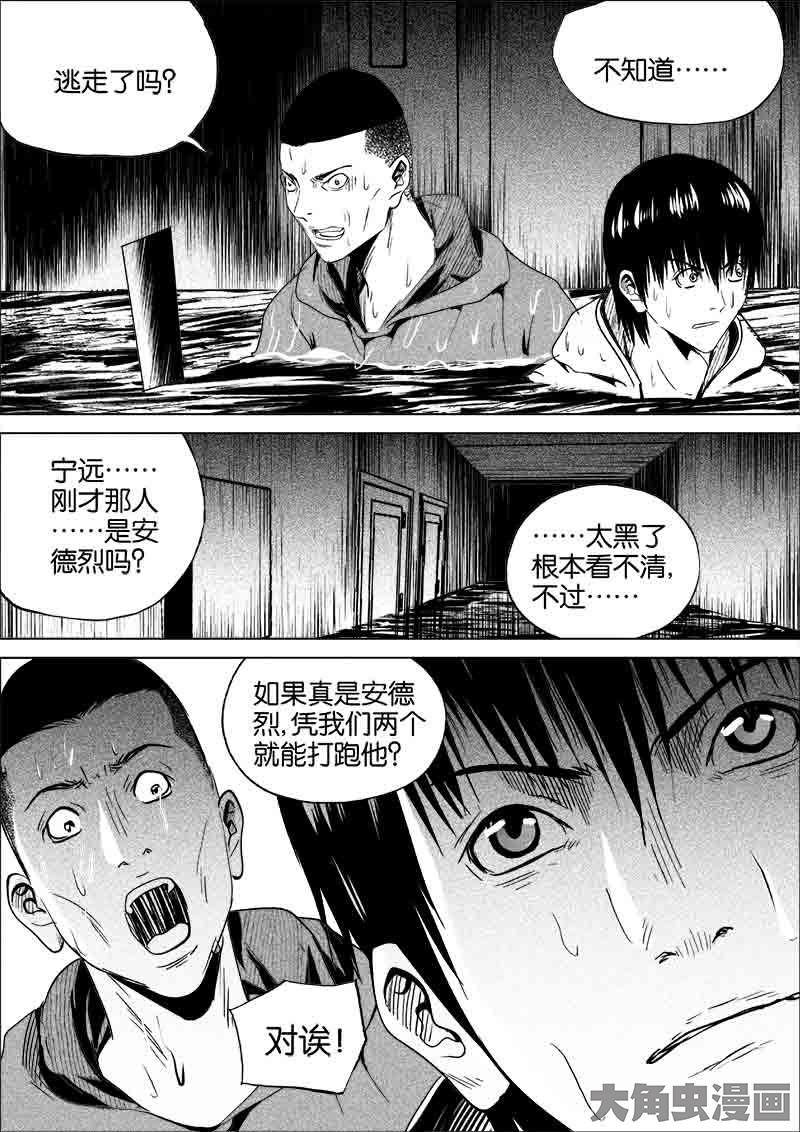 逃走了吗?
不知道……
宁远……
刚才那人
……是安
德烈吗?
……太黑了
根本看不清,
不过……
如果真是安德
烈,凭我们两个
就能打跑他?
对诶!
大角虫漫画